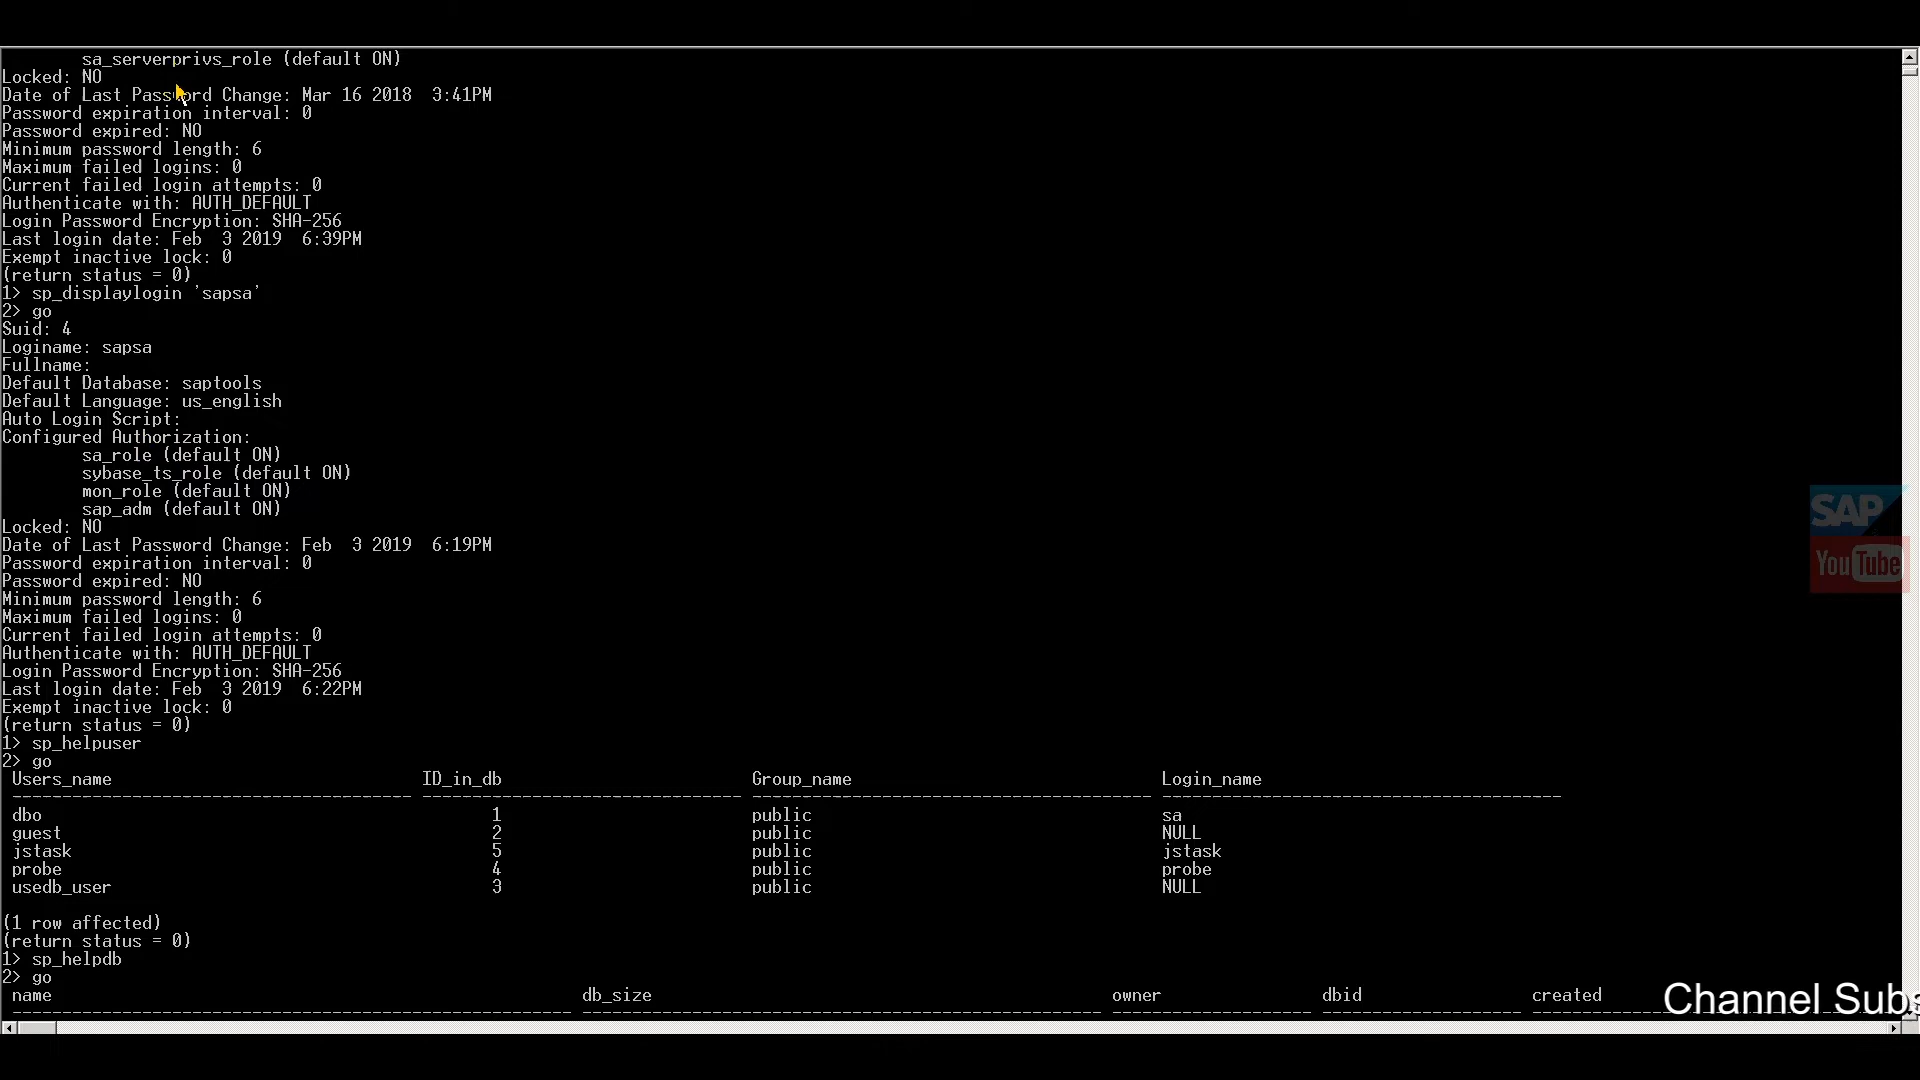 sa_serverprivs_role (default ON)
Locked: NO
Date of Last Password Change: Mar 16 2018  3:41PM
Password expiration interval: 0
Password expired: NO
Minimum password length: 6
Maximum failed logins: 0
Current failed login attempts: 0
Authenticate with: AUTH_DEFAULT
Login Password Encryption: SHA-256
Last login date: Feb  3 2019  6:39PM
Exempt inactive lock: 0
(return status = 0)
1> sp_displaylogin 'sapsa'
2> go
Suid: 4
Loginame: sapsa
Fullname:
Default Database: saptools
Default Language: us_english
Auto Login Script:
Configured Authorization:
        sa_role (default ON)
        sybase_ts_role (default ON)
        mon_role (default ON)
        sap_adm (default ON)
Locked: NO
Date of Last Password Change: Feb  3 2019  6:19PM
Password expiration interval: 0
Password expired: NO
Minimum password length: 6
Maximum failed logins: 0
Current failed login attempts: 0
Authenticate with: AUTH_DEFAULT
Login Password Encryption: SHA-256
Last login date: Feb  3 2019  6:22PM
Exempt inactive lock: 0
(return status = 0)
1> sp_helpuser
2> go
Users_name ID_in_db Group_name Login_name
dbo 1 public sa
guest 2 public NULL
jstask 5 public jstask
probe 4 public probe
usedb_user 3 public NULL
(1 row affected)
(return status = 0)
1> sp_helpdb
2> go
name db_size owner dbid created
SAP
YouTube
Channel Subs